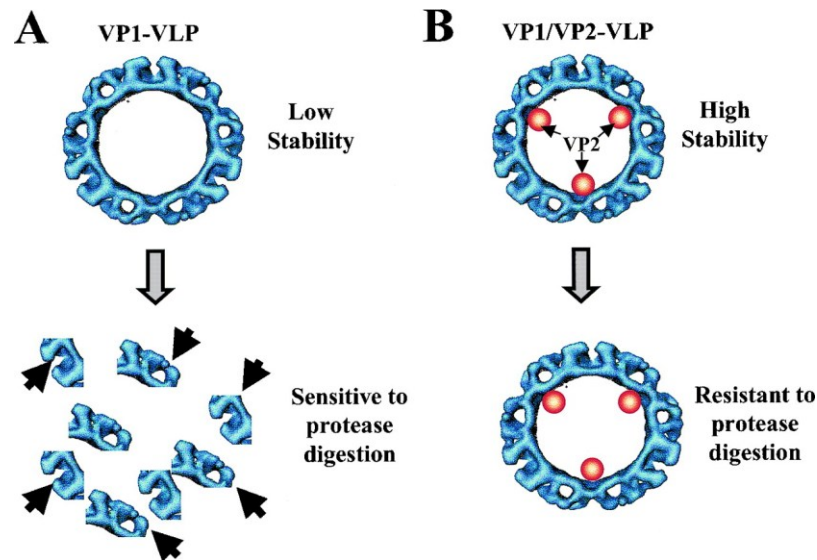 A
VP1-VLP
Low
Stability
Sensitive to
protease
digestion
B
VP1/VP2-VLP
VP2
High
Stability
Resistant to
protease
digestion